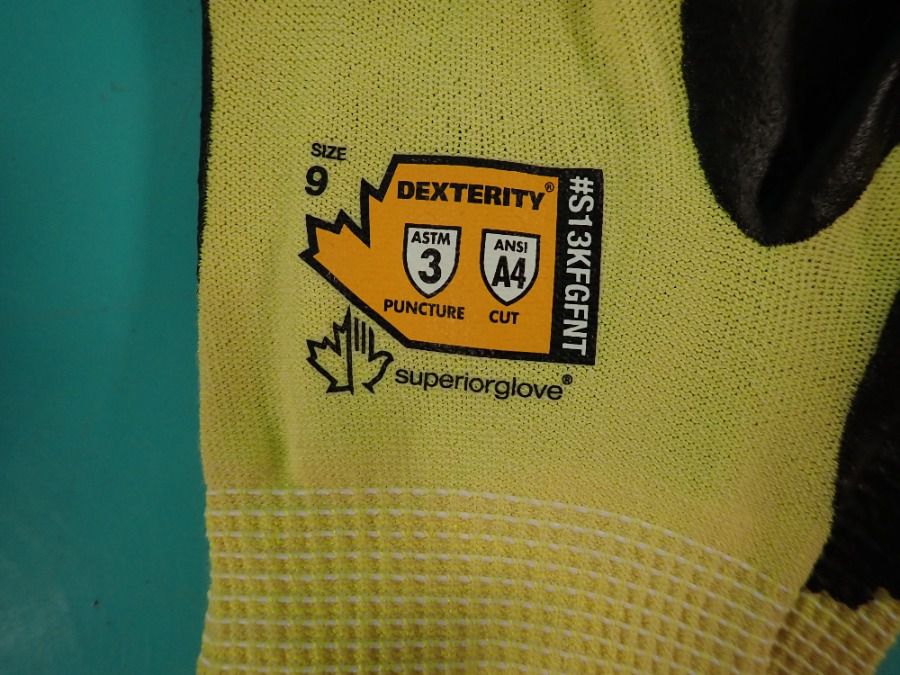 SIZE
9
DEXTERITY®
ASTM
3
PUNCTURE
ANSI
A4
CUT
#S13KFGFNT
superiorglove®